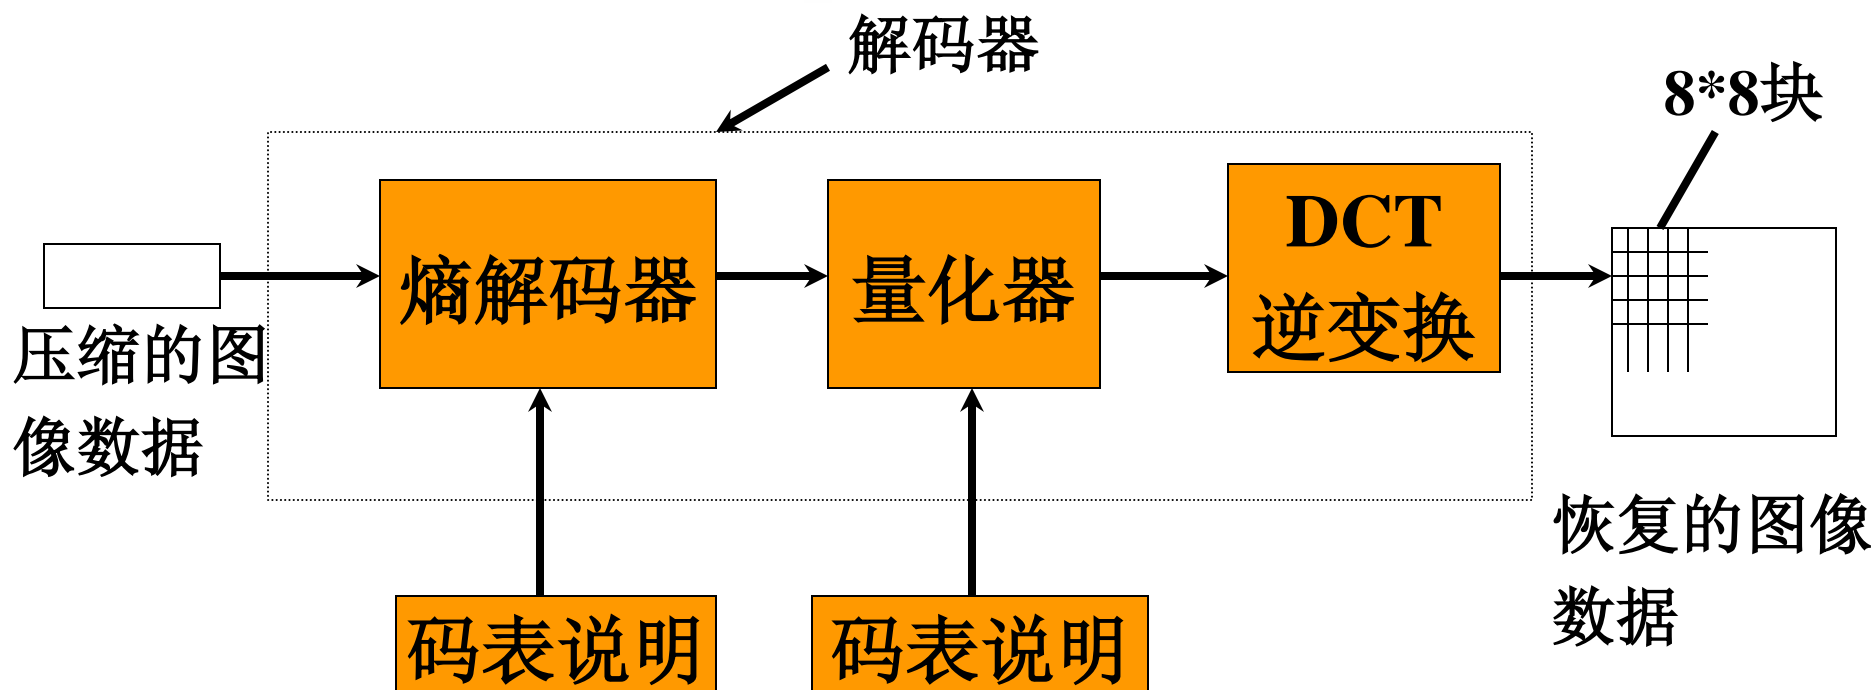 解码器
8*8块
熵解码器
量化器
DCT
逆变换
压缩的图
像数据
恢复的图像
数据
码表说明
码表说明